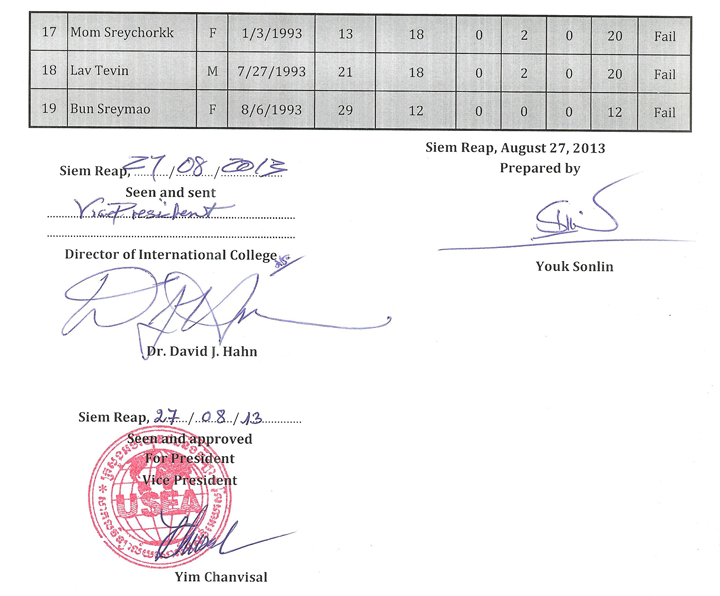 17 Mom Sreychorkk F 1/3/1993 13 18 0 2 0 20 Fail
18 Lav Tevin M 7/27/1993 21 18 0 2 0 20 Fail
19 Bun Sreymao F 8/6/1993 29 12 0 0 0 12 Fail
Siem Reap, August 27, 2013
Prepared by
Youk Sonlin
Siem Reap, 27/08/2013
Seen and sent
Vice President
Director of International College
Dr. David J. Hahn
Siem Reap, 27/08/13
Seen and approved
For President
Vice President
USEA
Yim Chanvisal